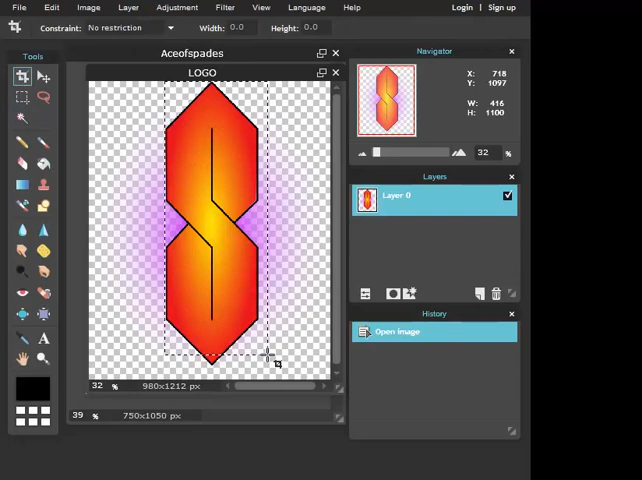 File Edit Image Layer Adjustment Filter View Language Help Login | Sign up
Constraint: No restriction Width: 0.0 Height: 0.0
Tools
Aceofspades
LOGO
Navigator
X: 718
Y: 1097
W: 416
H: 1100
32 %
Layers
Layer 0
History
Open image
A
32 % 980x1212 px
39 % 750x1050 px